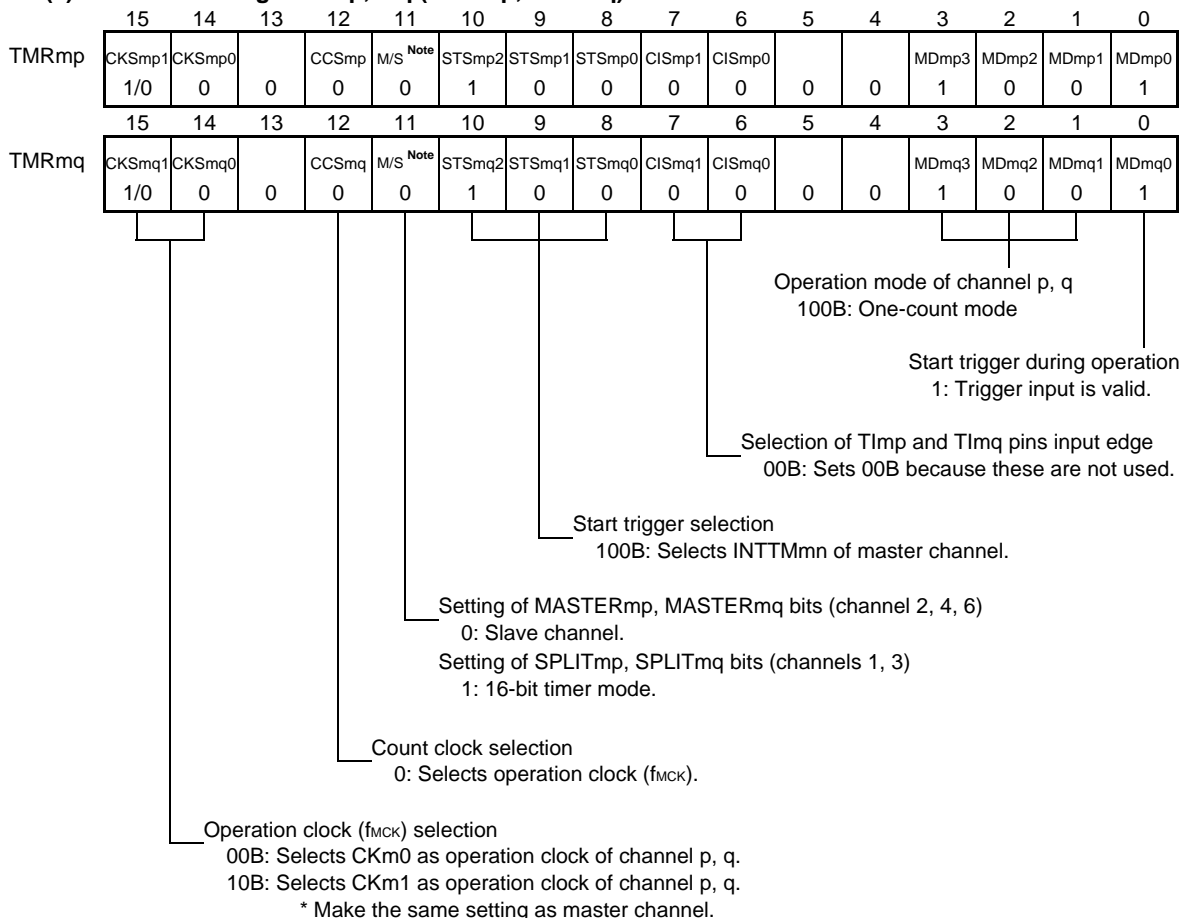 15 14 13 12 11 10 9 8 7 6 5 4 3 2 1 0
TMRmp CKSmp1 CKSmp0 CCSmp M/S Note STSmp2 STSmp1 STSmp0 CISmp1 CISmp0 MDmp3 MDmp2 MDmp1 MDmp0
1/0 0 0 0 0 1 0 0 0 0 0 0 1 0 0 1
15 14 13 12 11 10 9 8 7 6 5 4 3 2 1 0
TMRmq CKSmq1 CKSmq0 CCSmq M/S Note STSmq2 STSmq1 STSmq0 CISmq1 CISmq0 MDmq3 MDmq2 MDmq1 MDmq0
1/0 0 0 0 0 1 0 0 0 0 0 0 1 0 0 1
Operation mode of channel p, q
100B: One-count mode
Start trigger during operation
1: Trigger input is valid.
Selection of TImp and TImq pins input edge
00B: Sets 00B because these are not used.
Start trigger selection
100B: Selects INTTMmn of master channel.
Setting of MASTERmp, MASTERmq bits (channel 2, 4, 6)
0: Slave channel.
Setting of SPLITmp, SPLITmq bits (channels 1, 3)
1: 16-bit timer mode.
Count clock selection
0: Selects operation clock (fMCK).
Operation clock (fMCK) selection
00B: Selects CKm0 as operation clock of channel p, q.
10B: Selects CKm1 as operation clock of channel p, q.
* Make the same setting as master channel.